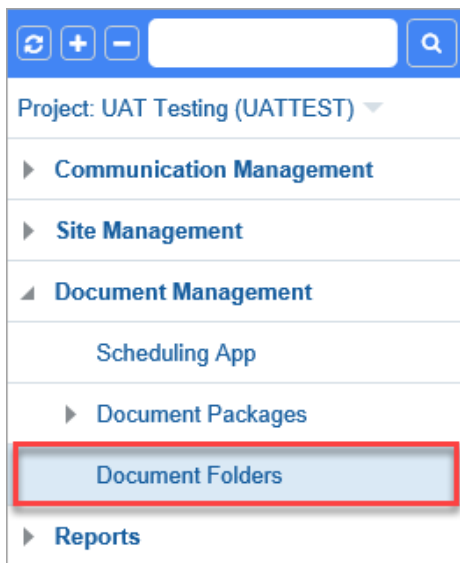 Project: UAT Testing (UATTEST)
Communication Management
Site Management
Document Management
Scheduling App
Document Packages
Document Folders
Reports